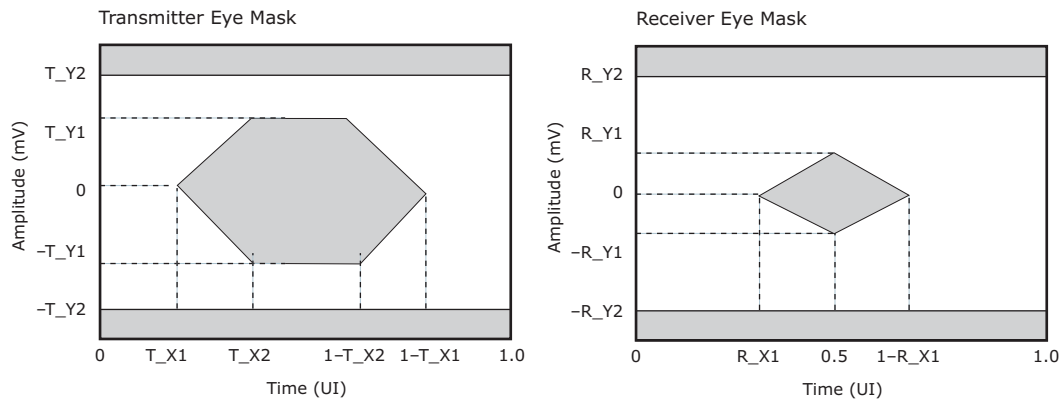 Transmitter Eye Mask
T_Y2
T_Y1
0
–T_Y1
–T_Y2
Amplitude (mV)
0
T_X1
T_X2
1–T_X2
1–T_X1
1.0
Time (UI)
Receiver Eye Mask
R_Y2
R_Y1
0
–R_Y1
–R_Y2
Amplitude (mV)
0
R_X1
0.5
1–R_X1
1.0
Time (UI)